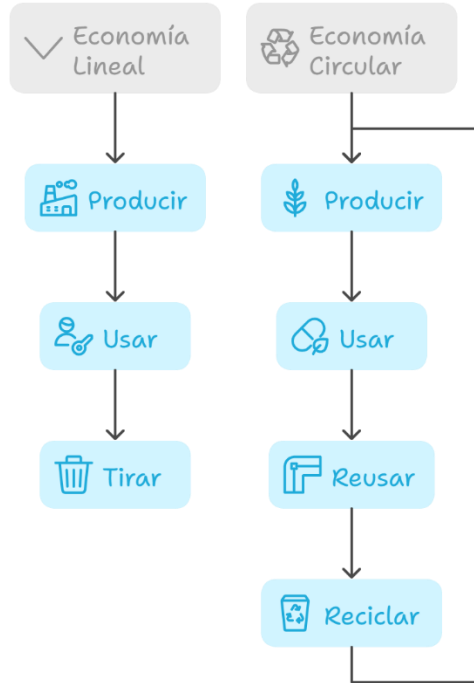 Economía
Lineal
Producir
Usar
Tirar
Economía
Circular
Producir
Usar
Reusar
Reciclar